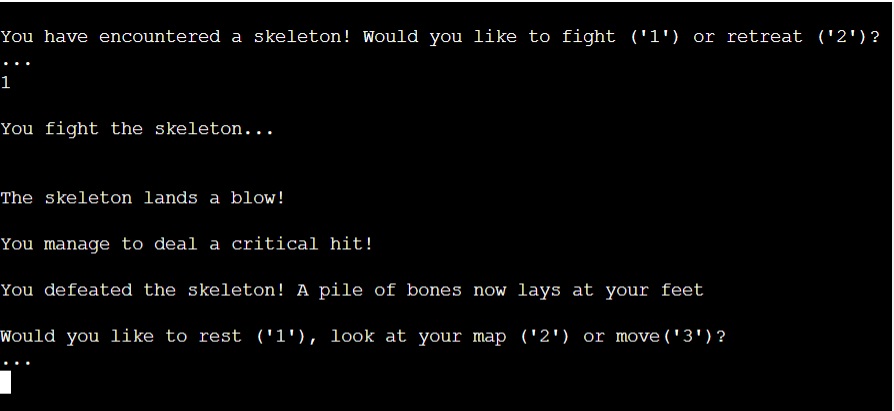 You have encountered a skeleton! Would you like to fight ('1') or retreat ('2')?
...
1
You fight the skeleton...
The skeleton lands a blow!
You manage to deal a critical hit!
You defeated the skeleton! A pile of bones now lays at your feet
Would you like to rest ('1'), look at your map ('2') or move('3')?
...